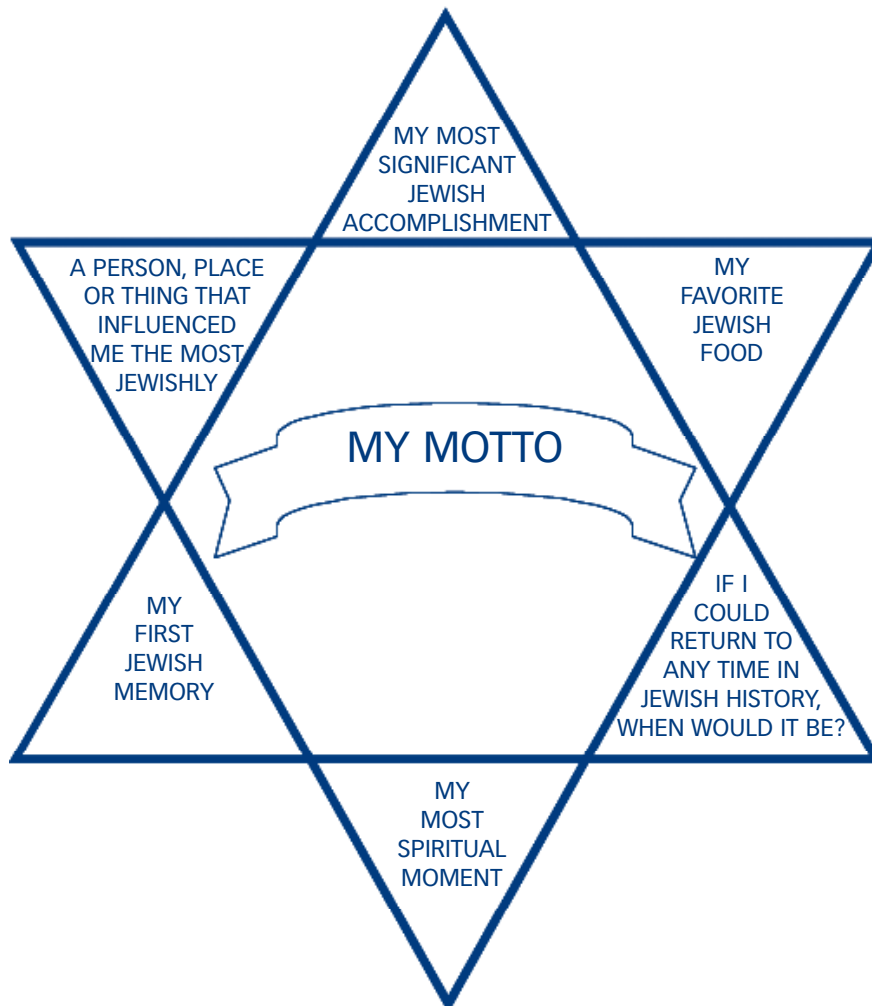 MY MOST
SIGNIFICANT
JEWISH
ACCOMPLISHMENT
A PERSON, PLACE
OR THING THAT
INFLUENCED
ME THE MOST
JEWISHLY
MY
FAVORITE
JEWISH
FOOD
MY MOTTO
MY
FIRST
JEWISH
MEMORY
IF I
COULD
RETURN TO
ANY TIME IN
JEWISH HISTORY,
WHEN WOULD IT BE?
MY
MOST
SPIRITUAL
MOMENT